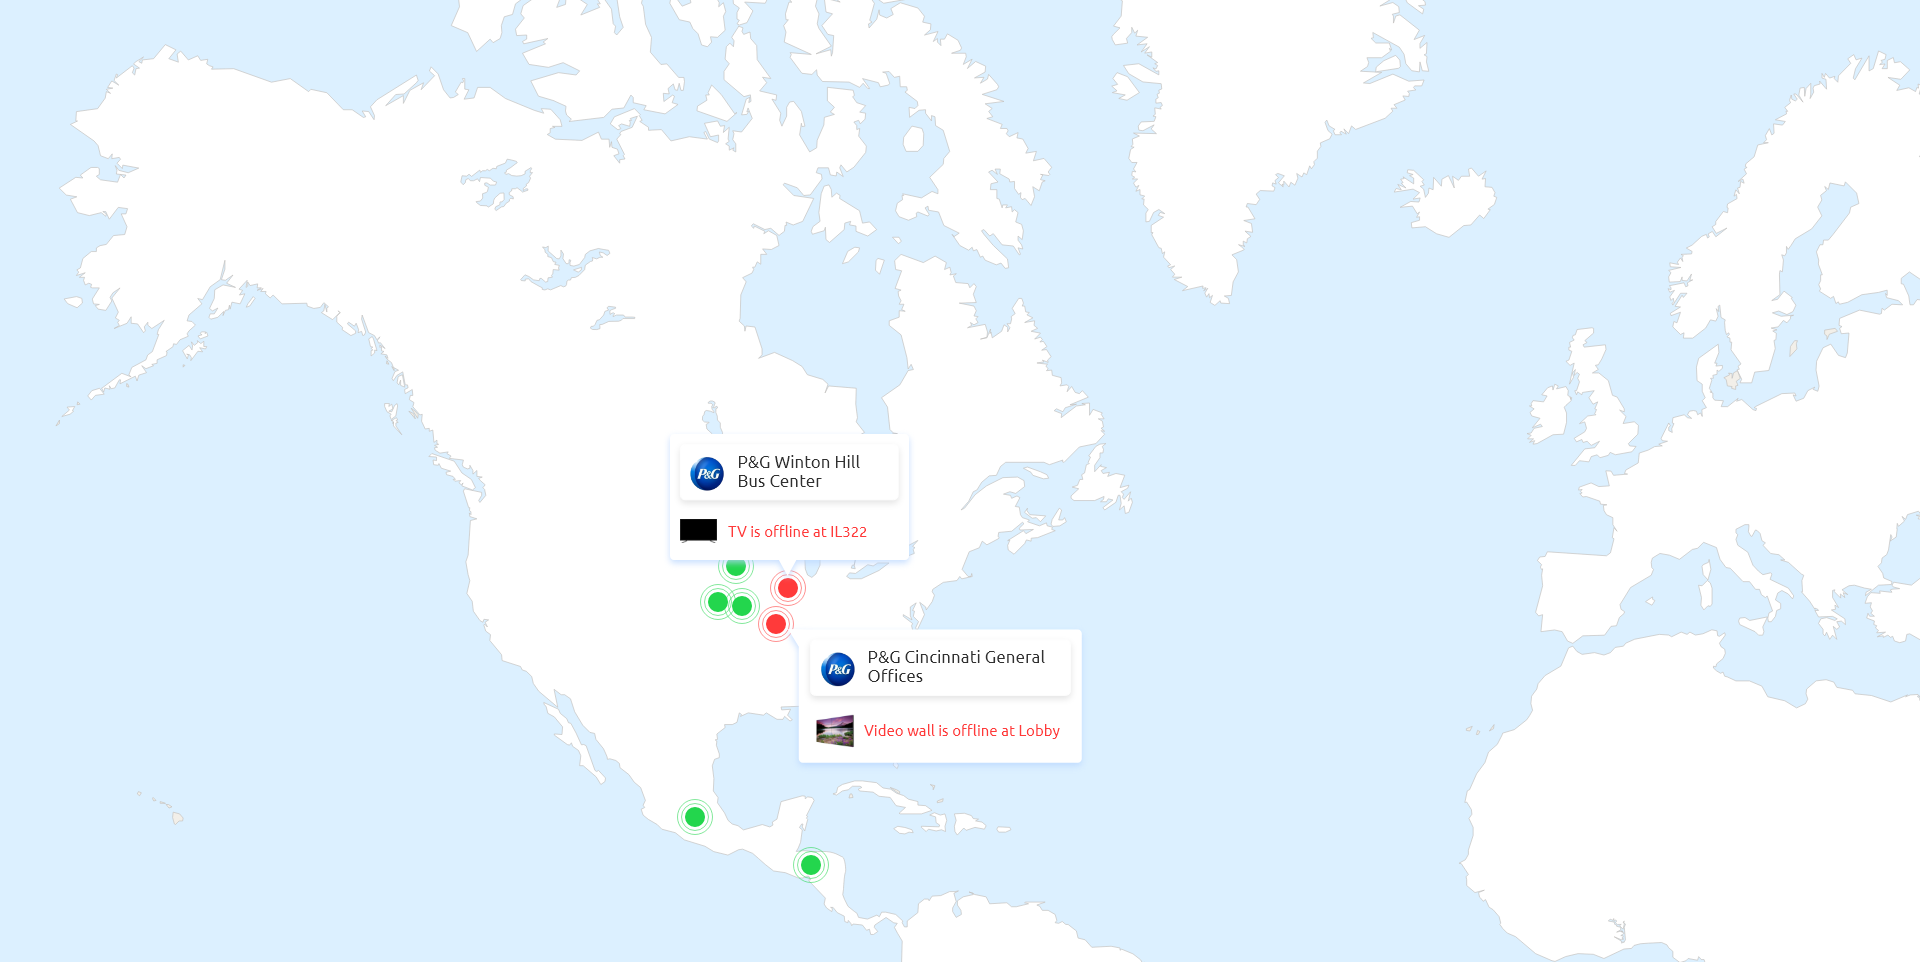 P&G
P&G Winton Hill
Bus Center
TV is offline at IL322
P&G
P&G Cincinnati General
Offices
Video wall is offline at Lobby